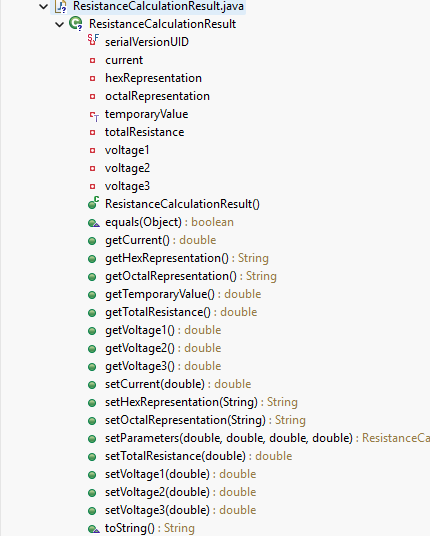 ResistanceCalculationResult.java
ResistanceCalculationResult
serialVersionUID
current
hexRepresentation
octalRepresentation
temporaryValue
totalResistance
voltage1
voltage2
voltage3
ResistanceCalculationResult()
equals(Object) : boolean
getCurrent() : double
getHexRepresentation() : String
getOctalRepresentation() : String
getTemporaryValue() : double
getTotalResistance() : double
getVoltage1() : double
getVoltage2() : double
getVoltage3() : double
setCurrent(double) : double
setHexRepresentation(String) : String
setOctalRepresentation(String) : String
setParameters(double, double, double, double) : ResistanceCa
setTotalResistance(double) : double
setVoltage1(double) : double
setVoltage2(double) : double
setVoltage3(double) : double
toString() : String